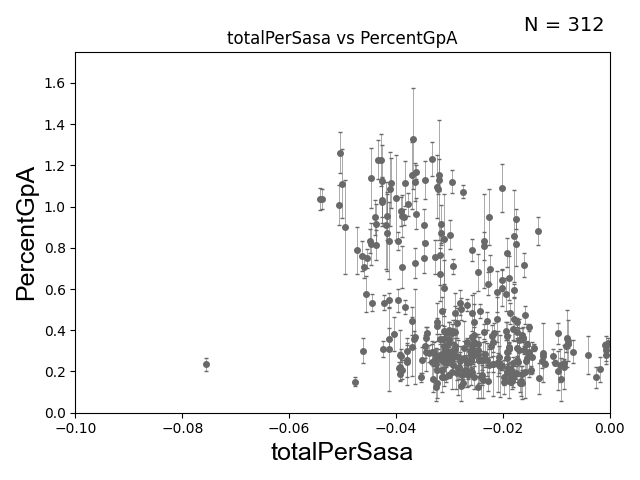 N = 312
totalPerSasa vs PercentGpA
PercentGpA
1.6
1.4
1.2
1.0
0.8
0.6
0.4
0.2
0.0
−0.10 −0.08 −0.06 −0.04 −0.02 0.00
totalPerSasa